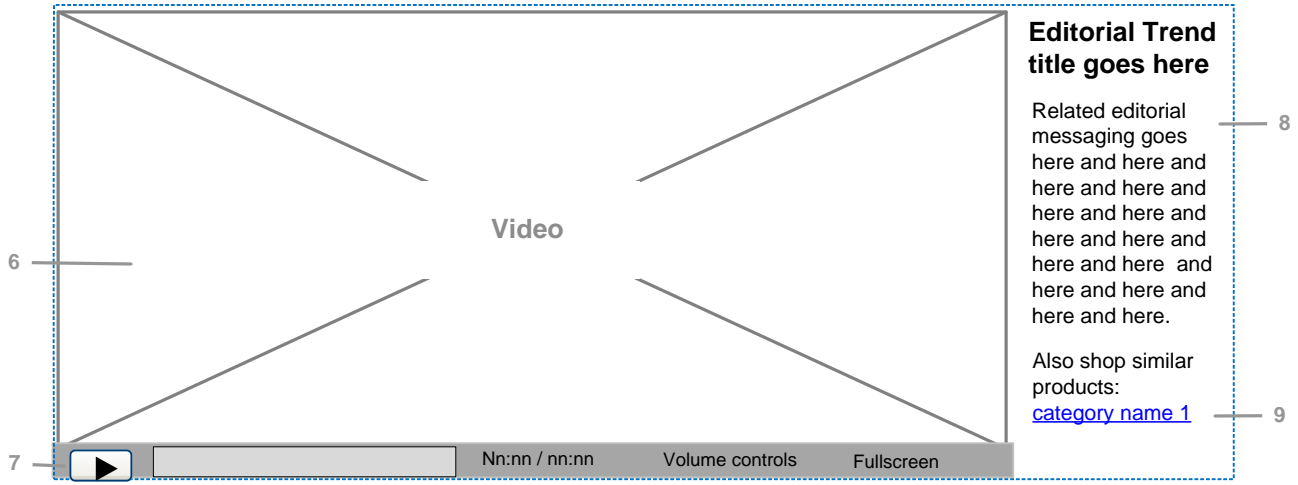 Editorial Trend
title goes here
Related editorial
messaging goes
here and here and
here and here and
here and here and
here and here and
here and here  and
here and here and
here and here.
8
Video
6
Also shop similar
products:
category name 1
9
7
Nn:nn / nn:nn
Volume controls
Fullscreen